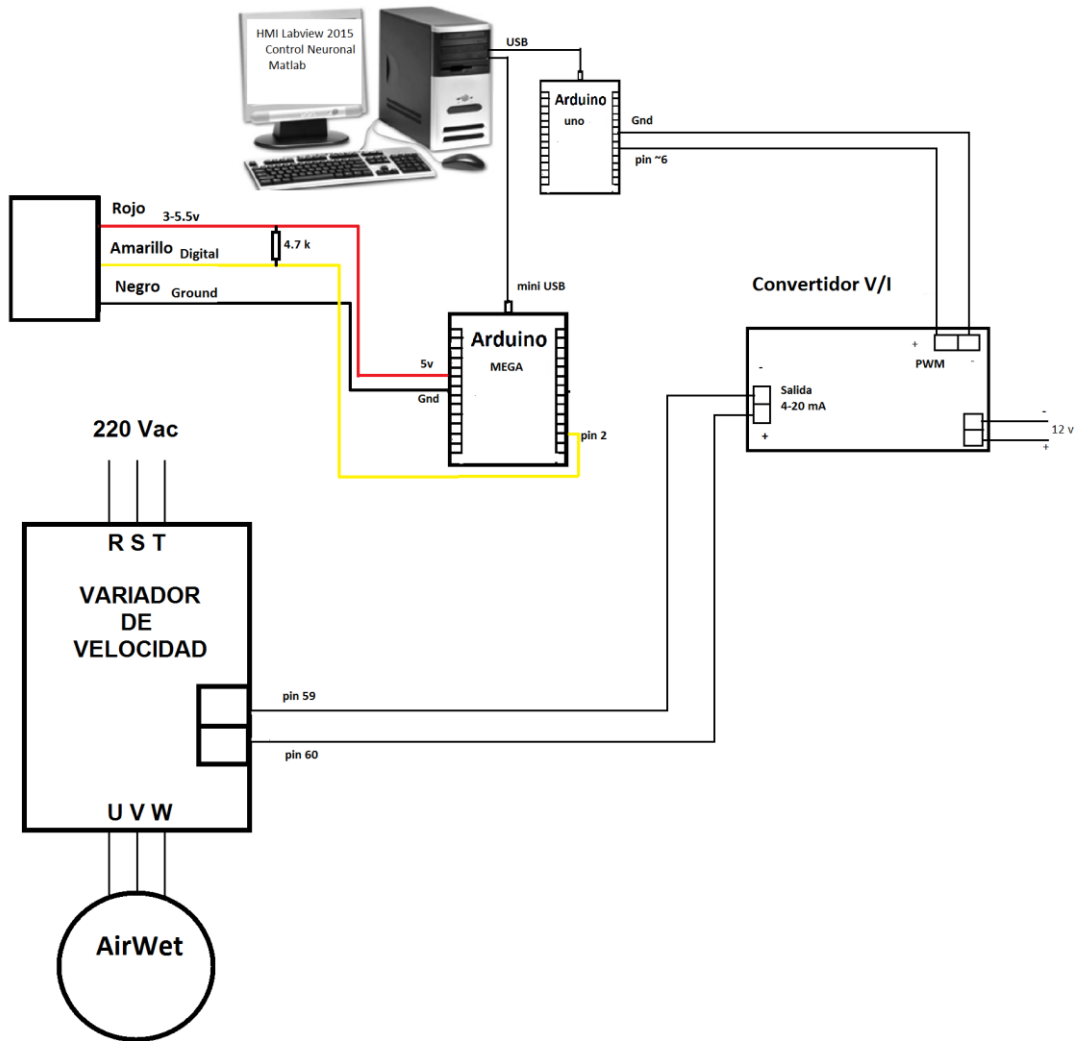 HMI Labview 2015
Control Neuronal
Matlab
USB
Arduino
uno
Gnd
pin ~6
Rojo
3-5.5v
4.7 k
Amarillo
Digital
Negro
Ground
mini USB
Arduino
MEGA
5v
Gnd
pin 2
Convertidor V/I
+
PWM
-
-
Salida
4-20 mA
+
-
12 v
+
220 Vac
R S T
VARIADOR
DE
VELOCIDAD
pin 59
pin 60
U V W
AirWet